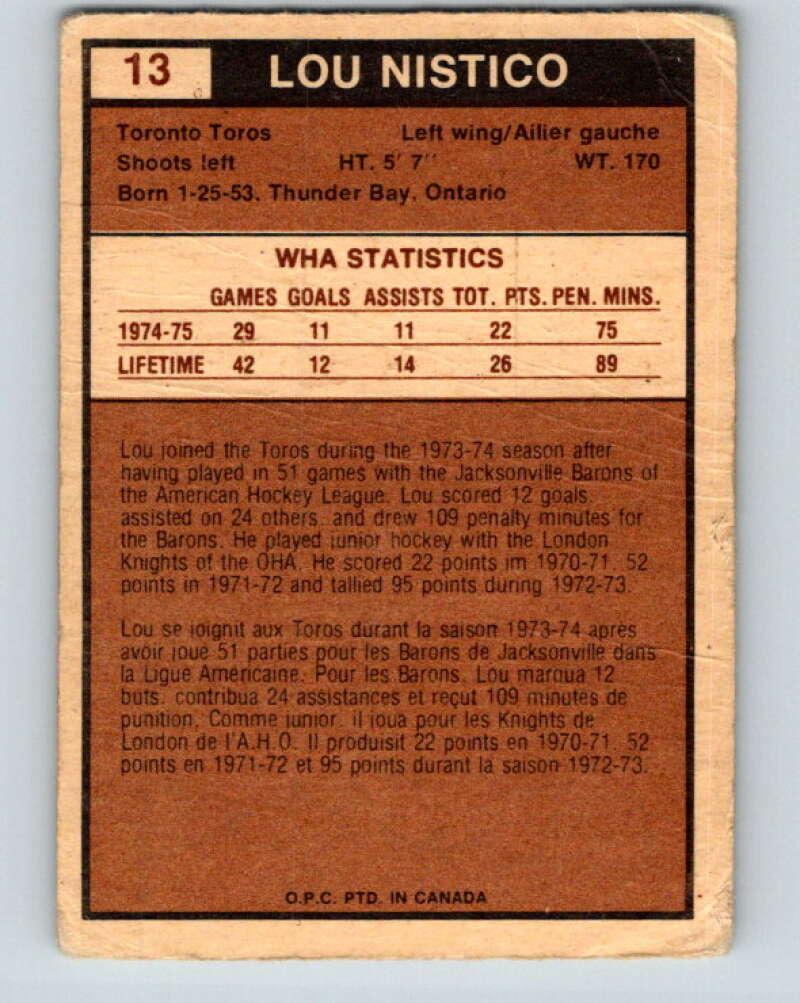 13 LOU NISTICO
Toronto Toros Left wing/Ailier gauche
Shoots left HT. 5' 7" WT. 170
Born 1-25-53, Thunder Bay, Ontario
WHA STATISTICS
GAMES GOALS ASSISTS TOT. PTS. PEN. MINS.
1974-75 29 11 11 22 75
LIFETIME 42 12 14 26 89
Lou joined the Toros during the 1973-74 season after
having played in 51 games with the Jacksonville Barons of
the American Hockey League. Lou scored 12 goals,
assisted on 24 others, and drew 109 penalty minutes for
the Barons. He played junior hockey with the London
Knights of the OHA. He scored 22 points im 1970-71, 52
points in 1971-72 and tallied 95 points during 1972-73.
Lou se joignit aux Toros durant la saison 1973-74 après
avoir joue 51 parties pour les Barons de Jacksonville dans
la Ligue Américaine. Pour les Barons, Lou marqua 12
buts, contribua 24 assistances et reçut 109 minutes de
punition. Comme junior, il joua pour les Knights de
London de l'A.H.O. Il produisit 22 points en 1970-71, 52
points en 1971-72 et 95 points durant la saison 1972-73.
O.P.C. PTD. IN CANADA